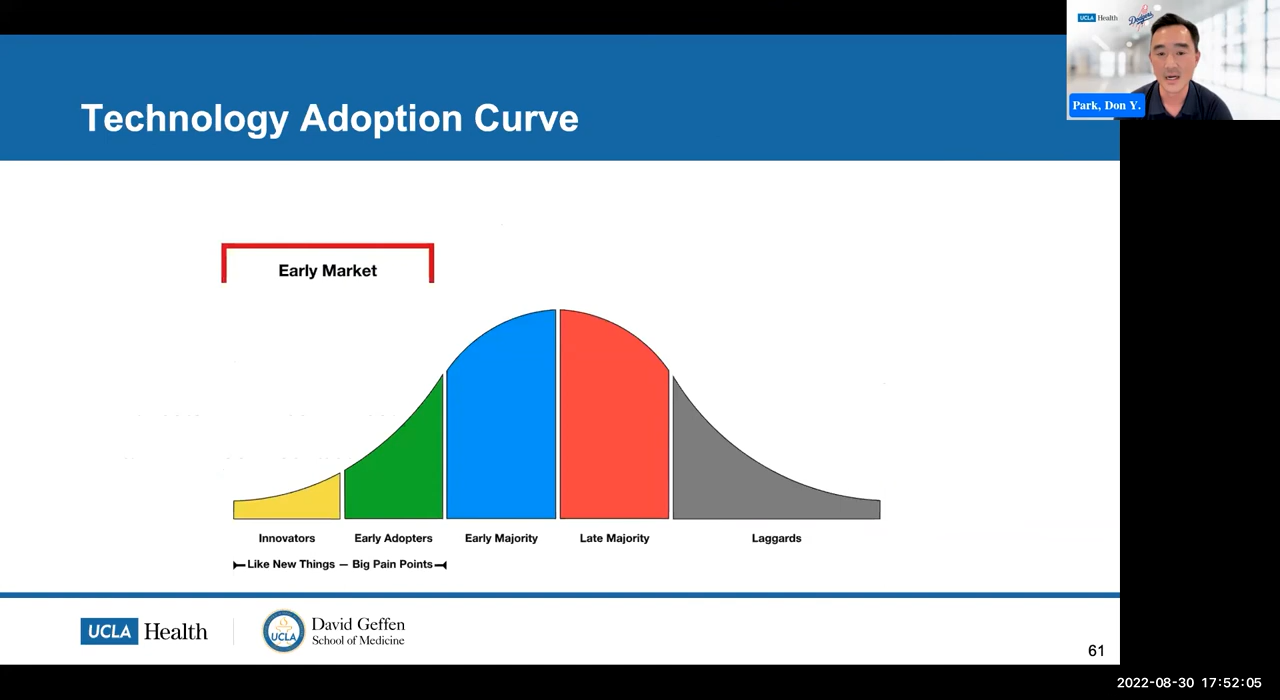 UCLA Health
Dodgers
Park, Don Y.
Technology Adoption Curve
Early Market
Innovators
Early Adopters
Early Majority
Late Majority
Laggards
Like New Things — Big Pain Points
UCLA Health
UCLA
David Geffen
School of Medicine
61
2022-08-30 17:52:05